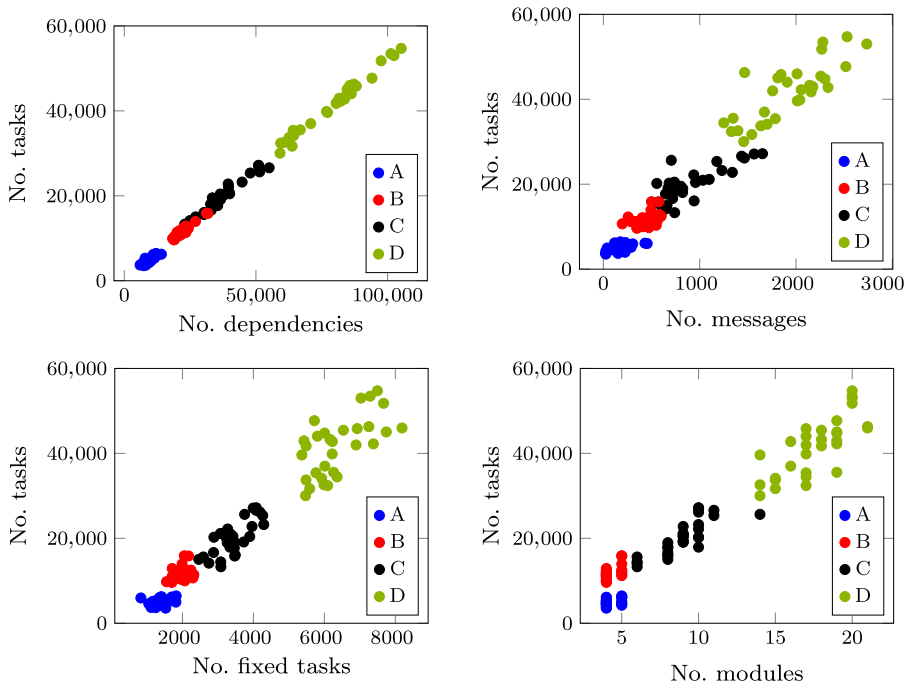 60,000
40,000
20,000
0
No. tasks
0
50,000
100,000
No. dependencies
A
B
C
D
60,000
40,000
20,000
0
No. tasks
0
1000
2000
3000
No. messages
A
B
C
D
60,000
40,000
20,000
0
No. tasks
2000
4000
6000
8000
No. fixed tasks
A
B
C
D
60,000
40,000
20,000
0
No. tasks
5
10
15
20
No. modules
A
B
C
D